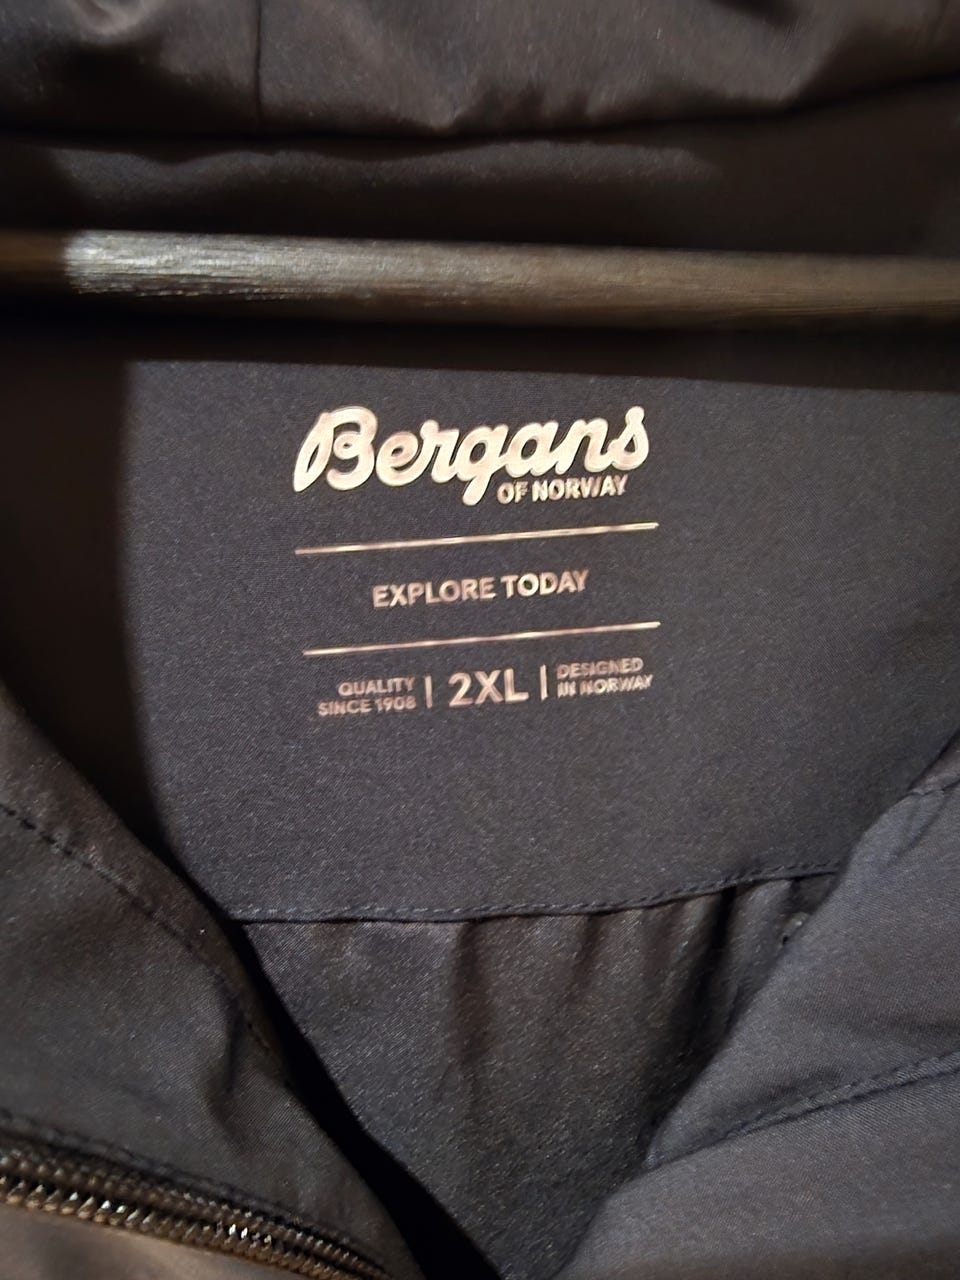 Bergans
OF NORWAY
EXPLORE TODAY
QUALITY
SINCE 1908
2XL
DESIGNED
IN NORWAY